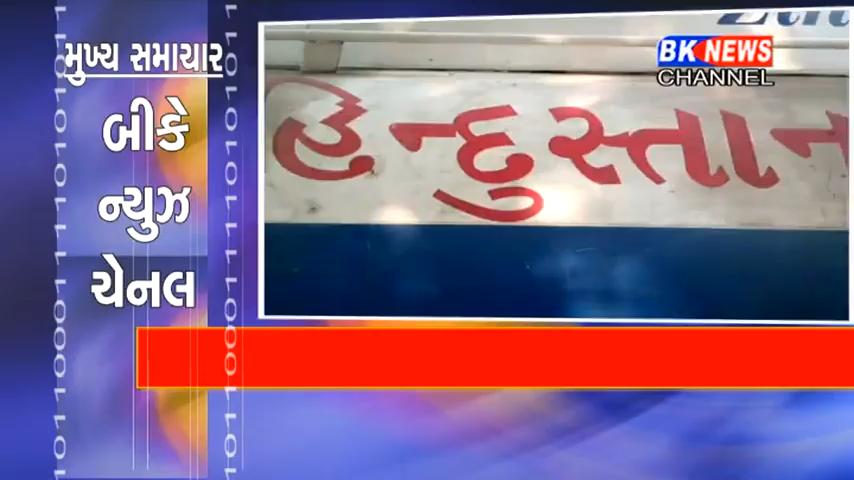 મુખ્ય સમાચાર
બીકે
ન્યુઝ
ચેનલ
BK NEWS
CHANNEL
હિન્દુસ્તાન